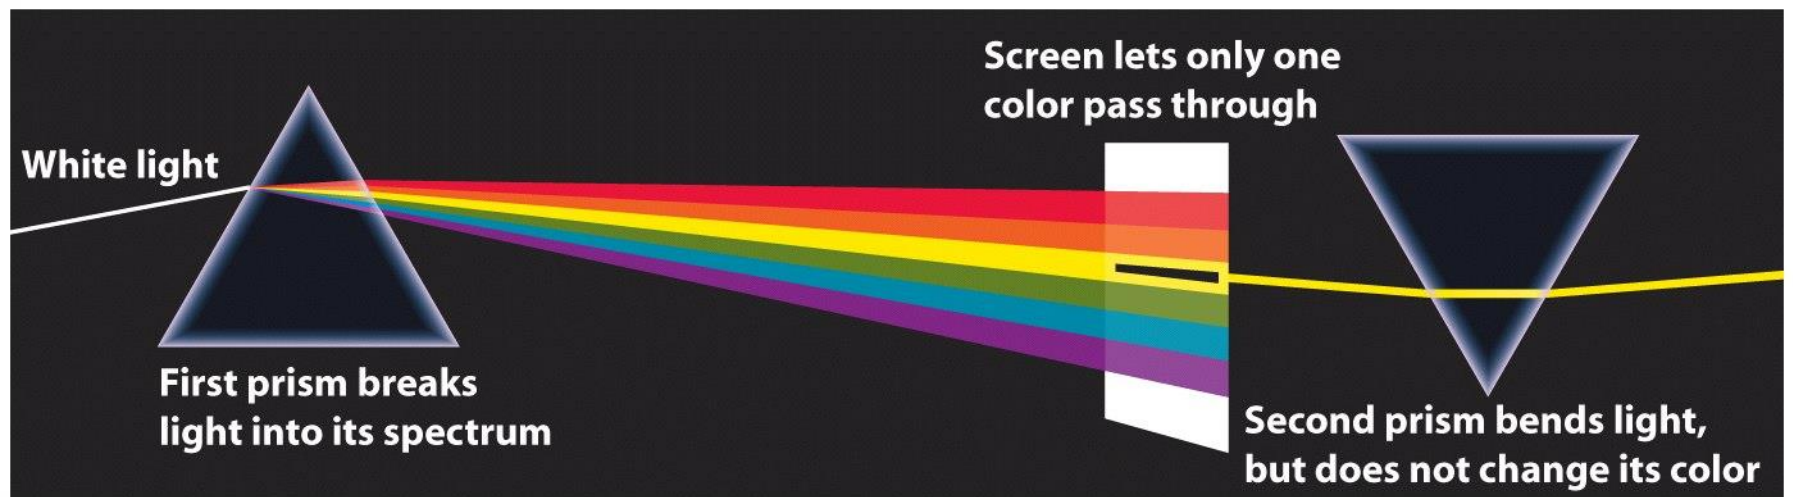 White light
First prism breaks
light into its spectrum
Screen lets only one
color pass through
Second prism bends light,
but does not change its color